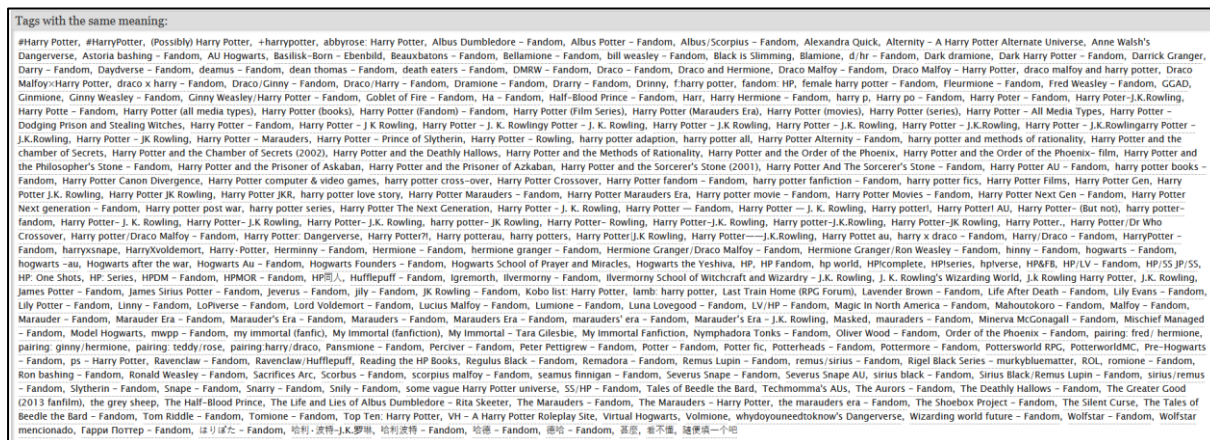 Tags with the same meaning:
#Harry Potter, #HarryPotter, (Possibly) Harry Potter, +harrypotter, abbyrose: Harry Potter, Albus Dumbledore - Fandom, Albus Potter - Fandom, Albus/Scorpius - Fandom, Alexandra Quick, Alternity - A Harry Potter Alternate Universe, Anne Walsh's
Dangerverse, Astoria bashing - Fandom, AU Hogwarts, Basilisk-Born - Ebenbild, Beauxbatons - Fandom, Bellamione - Fandom, bill weasley - Fandom, Black is Slimming, Blamione, d/hr - Fandom, Dark dramione, Dark Harry Potter - Fandom, Darrick Granger,
Darry - Fandom, Daydverse - Fandom, deamus - Fandom, dean thomas - Fandom, death eaters - Fandom, DMRW - Fandom, Draco - Fandom, Draco and Hermione, Draco Malfoy - Fandom, Draco Malfoy - Harry Potter, draco malfoy and harry potter, Draco
Malfoy×Harry Potter, draco x harry - Fandom, Draco/Ginny - Fandom, Draco/Harry - Fandom, Dramione - Fandom, Drarry - Fandom, Drinny, f:harry potter, fandom: HP, female harry potter - Fandom, Fleurmione - Fandom, Fred Weasley - Fandom, GGAD,
Ginmione, Ginny Weasley - Fandom, Ginny Weasley/Harry Potter - Fandom, Goblet of Fire - Fandom, Ha - Fandom, Half-Blood Prince - Fandom, Harr, Harry Hermione - Fandom, harry p, Harry po - Fandom, Harry Poter - Fandom, Harry Poter-J.K.Rowling,
Harry Potte - Fandom, Harry Potter (all media types), Harry Potter (books), Harry Potter (Fandom) - Fandom, Harry Potter (Film Series), Harry Potter (Marauders Era), Harry Potter (movies), Harry Potter (series), Harry Potter - All Media Types, Harry Potter -
Dodging Prison and Stealing Witches, Harry Potter - Fandom, Harry Potter - J K Rowling, Harry Potter - J. K. Rowlingy Potter - J. K. Rowling, Harry Potter - J.K Rowling, Harry Potter - J.K. Rowling, Harry Potter - J.K.Rowling, Harry Potter - J.K.Rowlingarry Potter -
J.K.Rowling, Harry Potter - JK Rowling, Harry Potter - Marauders, Harry Potter - Prince of Slytherin, Harry Potter - Rowling, harry potter adaption, harry potter all, Harry Potter Alternity - Fandom, harry potter and methods of rationality, Harry Potter and the
chamber of Secrets, Harry Potter and the Chamber of Secrets (2002), Harry Potter and the Deathly Hallows, Harry Potter and the Methods of Rationality, Harry Potter and the Order of the Phoenix, Harry Potter and the Order of the Phoenix- film, Harry Potter and
the Philosopher's Stone - Fandom, Harry Potter and the Prisoner of Askaban, Harry Potter and the Prisoner of Azkaban, Harry Potter and the Sorcerer's Stone (2001), Harry Potter And The Sorcerer's Stone - Fandom, Harry Potter AU - Fandom, harry potter books -
Fandom, Harry Potter Canon Divergence, Harry Potter computer & video games, harry potter cross-over, Harry Potter Crossover, Harry Potter fandom - Fandom, harry potter fanfiction - Fandom, harry potter fics, Harry Potter Films, Harry Potter Gen, Harry
Potter J.K. Rowling, Harry Potter JK Rowling, Harry Potter JKR, harry potter love story, Harry Potter Marauders - Fandom, Harry Potter Marauders Era, Harry potter movie - Fandom, Harry Potter Movies - Fandom, Harry Potter Next Gen - Fandom, Harry Potter
Next generation - Fandom, Harry potter post war, harry potter series, Harry Potter The Next Generation, Harry Potter – J. K. Rowling, Harry Potter — Fandom, Harry Potter — J. K. Rowling, Harry potter!, Harry Potter! AU, Harry Potter- (But not), harry potter-
fandom, Harry Potter- J. K. Rowling, Harry Potter- J.K Rowling, Harry Potter- J.K. Rowling, harry potter- JK Rowling, Harry Potter- Rowling, Harry Potter-J.K. Rowling, harry potter-J.K.Rowling, Harry Potter-JK Rowling, Harry Potter., Harry Potter/Dr Who
Crossover, Harry potter/Draco Malfoy - Fandom, Harry Potter: Dangerverse, Harry Potter?!, Harry potterau, harry potters, Harry Potter|J.K Rowling, Harry Potter——J.K.Rowling, Harry Poter au, harry x draco - Fandom, Harry/Draco - Fandom, HarryPotter -
Fandom, harryxsnape, HarryXvoldemort, Harry·Potter, Herminny - Fandom, Hermione - Fandom, hermione granger - Fandom, Hermione Granger/Draco Malfoy - Fandom, Hermione Granger/Ron Weasley - Fandom, hinny - Fandom, hogwarts - Fandom,
hogwarts -au, Hogwarts after the war, Hogwarts Au - Fandom, Hogwarts Founders - Fandom, Hogwarts School of Prayer and Miracles, Hogwarts the Yeshiva, HP, HP Fandom, hp world, HPIcomplete, HP!series, hp!verse, HP&FB, HP/LV - Fandom, HP/SS JP/SS,
HP: One Shots, HP: Series, HPDM - Fandom, HPMOR - Fandom, HP同人, Hufflepuff - Fandom, Igremorth, Ilvermorny - Fandom, Ilvermorny School of Witchcraft and Wizardry - J.K. Rowling, J. K. Rowling's Wizarding World, J.k Rowling Harry Potter, J.K. Rowling,
James Potter - Fandom, James Sirius Potter - Fandom, Jeverus - Fandom, jily - Fandom, JK Rowling - Fandom, Kobo list: Harry Potter, lamb: harry potter, Last Train Home (RPG Forum), Lavender Brown - Fandom, Life After Death - Fandom, Lily Evans - Fandom,
Lily Potter - Fandom, Linny - Fandom, LoPiverse - Fandom, Lord Voldemort - Fandom, Lucius Malfoy - Fandom, Lumione - Fandom, Luna Lovegood - Fandom, LV/HP - Fandom, Magic In North America - Fandom, Mahoutokoro - Fandom, Malfoy - Fandom,
Marauder - Fandom, Marauder Era - Fandom, Marauder's Era - Fandom, Marauders - Fandom, Marauders Era - Fandom, marauders' era - Fandom, Marauder's Era - J.K. Rowling, Masked, mauraders - Fandom, Minerva McGonagall - Fandom, Mischief Managed
- Fandom, Model Hogwarts, mwpp - Fandom, my immortal (fanfic), My Immortal (fanfiction), My Immortal - Tara Gilesbie, My Immortal Fanfiction, Nymphadora Tonks - Fandom, Oliver Wood - Fandom, Order of the Phoenix - Fandom, pairing: fred/ hermione,
pairing: ginny/hermione, pairing: teddy/rose, pairing:harry/draco, Pansmione - Fandom, Perciver - Fandom, Peter Pettigrew - Fandom, Potter - Fandom, Potter fic, Potterheads - Fandom, Pottermore - Fandom, Pottersworld RPG, PotterworldMC, Pre-Hogwarts
- Fandom, ps - Harry Potter, Ravenclaw - Fandom, Ravenclaw/Hufflepuff, Reading the HP Books, Regulus Black - Fandom, Remadora - Fandom, Remus Lupin - Fandom, remus/sirius - Fandom, Rigel Black Series - murkybluematter, ROL, romione - Fandom,
Ron bashing - Fandom, Ronald Weasley - Fandom, Sacrifices Arc, Scorbus - Fandom, scorpius malfoy - Fandom, seamus finnigan - Fandom, Severus Snape - Fandom, Severus Snape AU, sirius black - Fandom, Sirius Black/Remus Lupin - Fandom, sirius/remus
- Fandom, Slytherin - Fandom, Snape - Fandom, Snarry - Fandom, Snily - Fandom, some vague Harry Potter universe, SS/HP - Fandom, Tales of Beedle the Bard, Techmomma's AUs, The Aurors - Fandom, The Deathly Hallows - Fandom, The Greater Good
(2013 fanfilm), the grey sheep, The Half-Blood Prince, The Life and Lies of Albus Dumbledore - Rita Skeeter, The Marauders - Fandom, The Marauders - Harry Potter, the marauders era - Fandom, The Shoebox Project - Fandom, The Silent Curse, The Tales of
Beedle the Bard - Fandom, Tom Riddle - Fandom, Tomione - Fandom, Top Ten: Harry Potter, VH - A Harry Potter Roleplay Site, Virtual Hogwarts, Volmione, whydoyouneedtoknow's Dangerverse, Wizarding world future - Fandom, Wolfstar - Fandom, Wolfstar
mencionado, Гарри Поттер - Fandom, はりぽた - Fandom, 哈利·波特-J.K.罗琳, 哈利波特 - Fandom, 哈德 - Fandom, 德哈 - Fandom, 甚麼, 看不懂, 隨便填一个吧